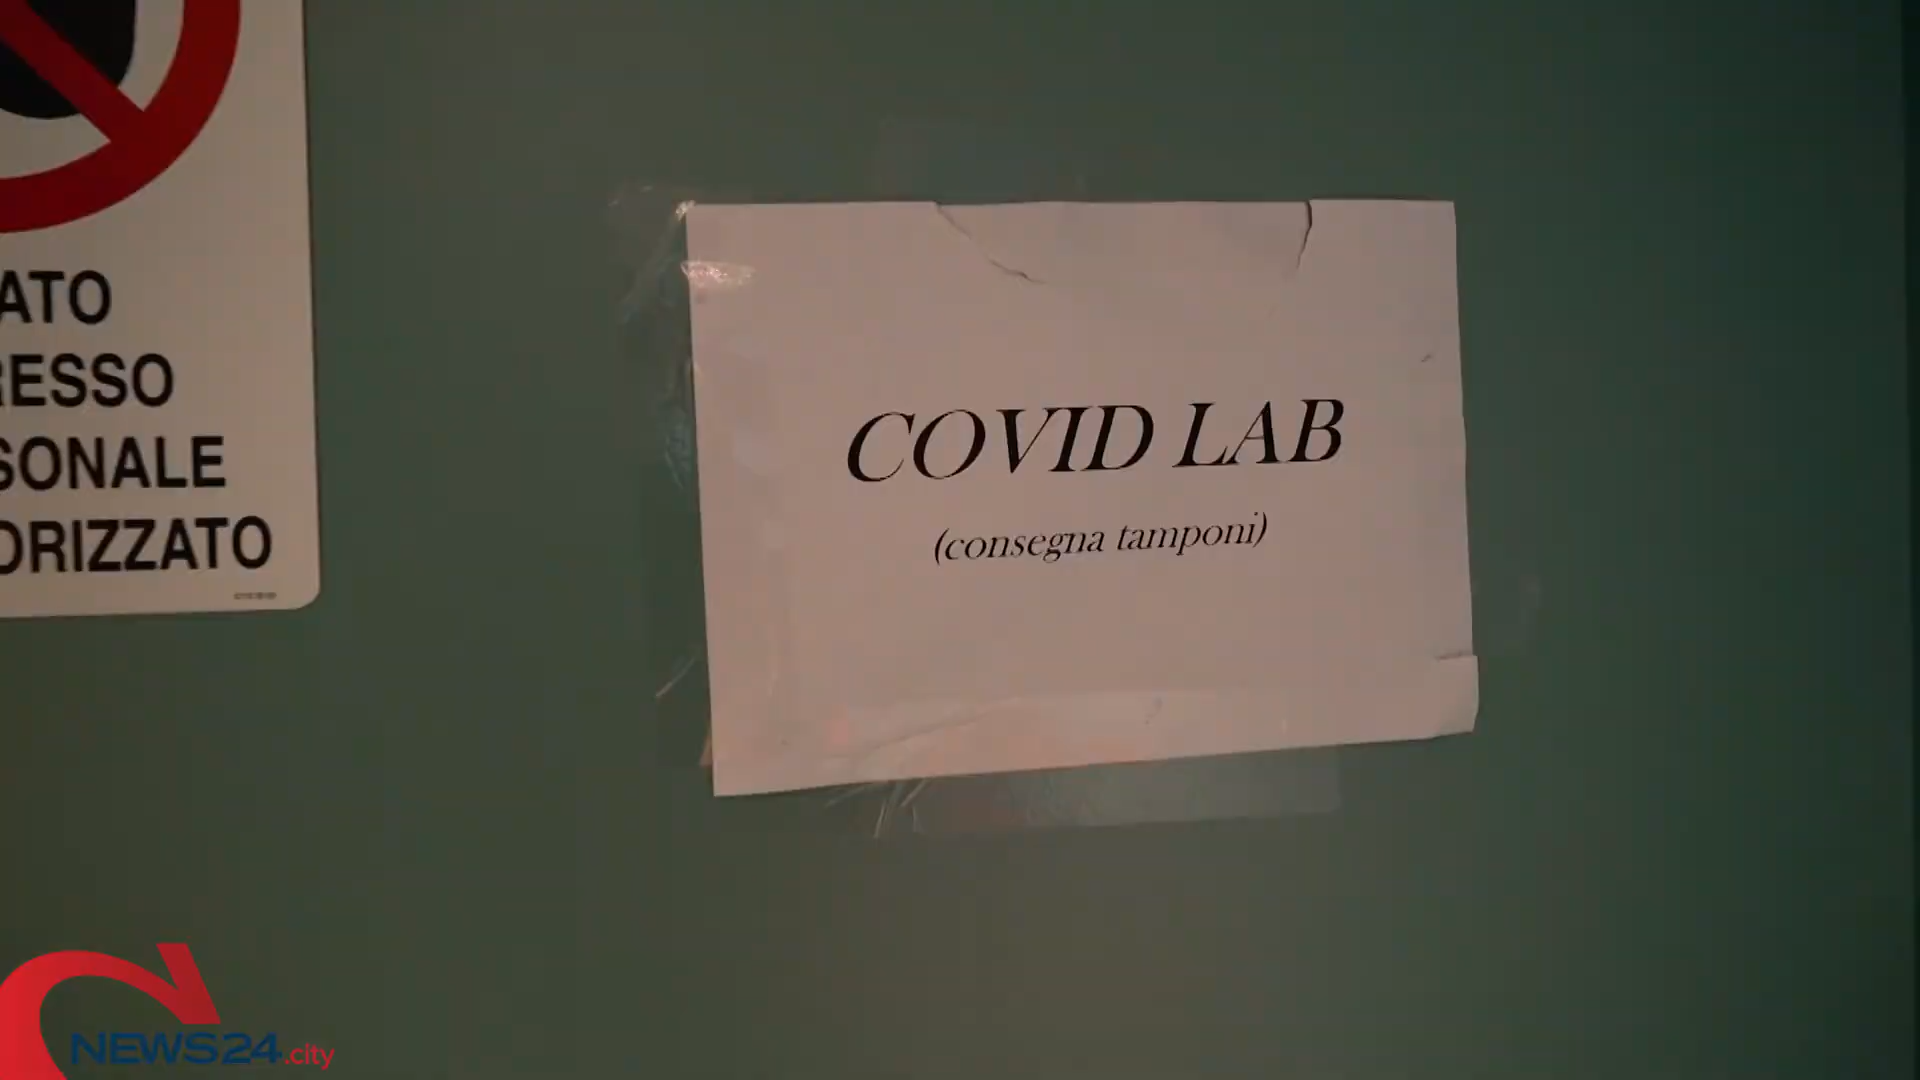 ATO
RESSO
SONALE
ORIZZATO
COVID LAB
(consegna tamponi)
NEWS24.city